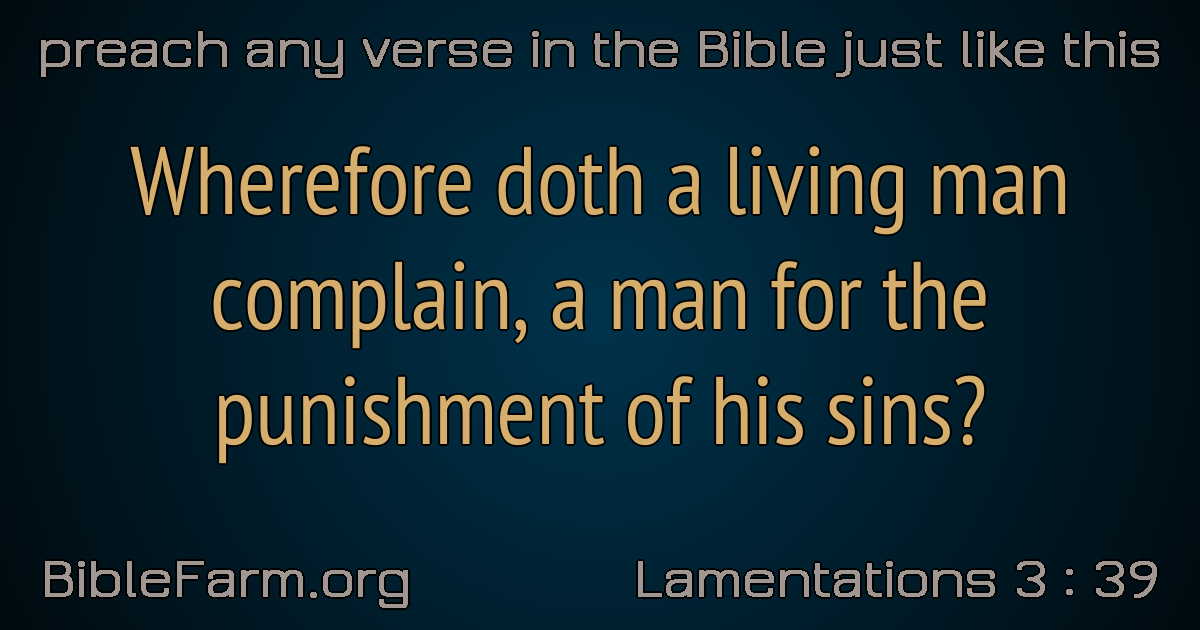 preach any verse in the Bible just like this
Wherefore doth a living man
complain, a man for the
punishment of his sins?
BibleFarm.org
Lamentations 3 : 39